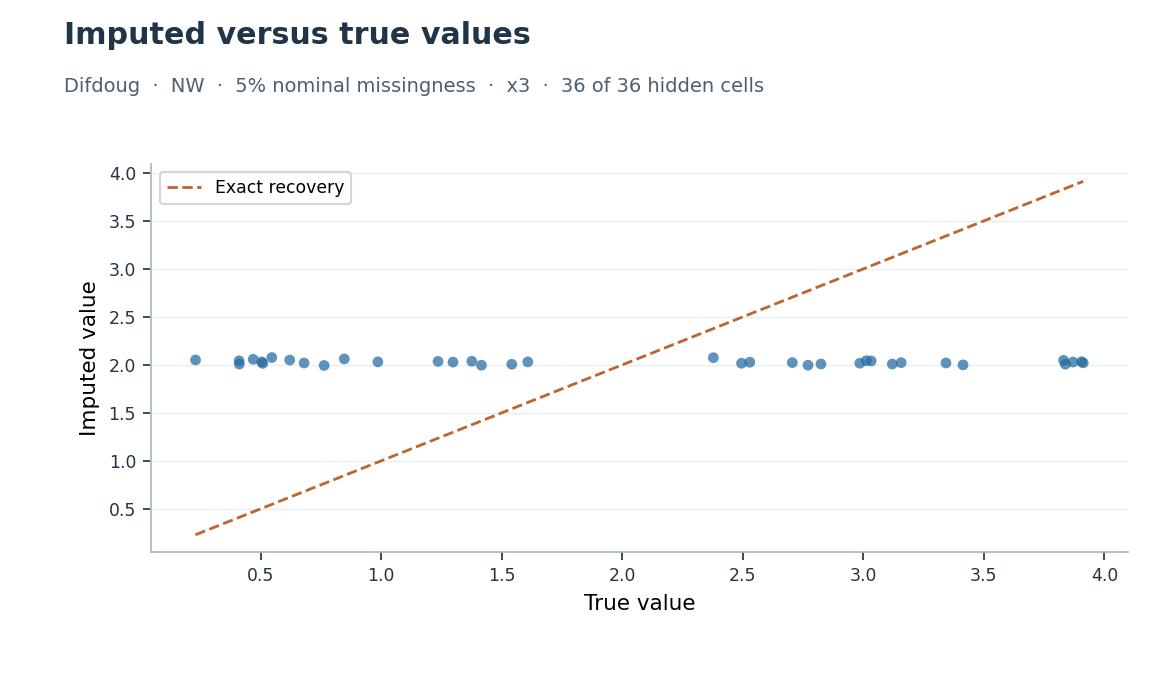 Imputed versus true values
Difdoug · NW · 5% nominal missingness · x3 · 36 of 36 hidden cells
4.0
Exact recovery
3.5
3.0
2.5
2.0
1.5
1.0
0.5
Imputed value
0.5 1.0 1.5 2.0 2.5 3.0 3.5 4.0
True value